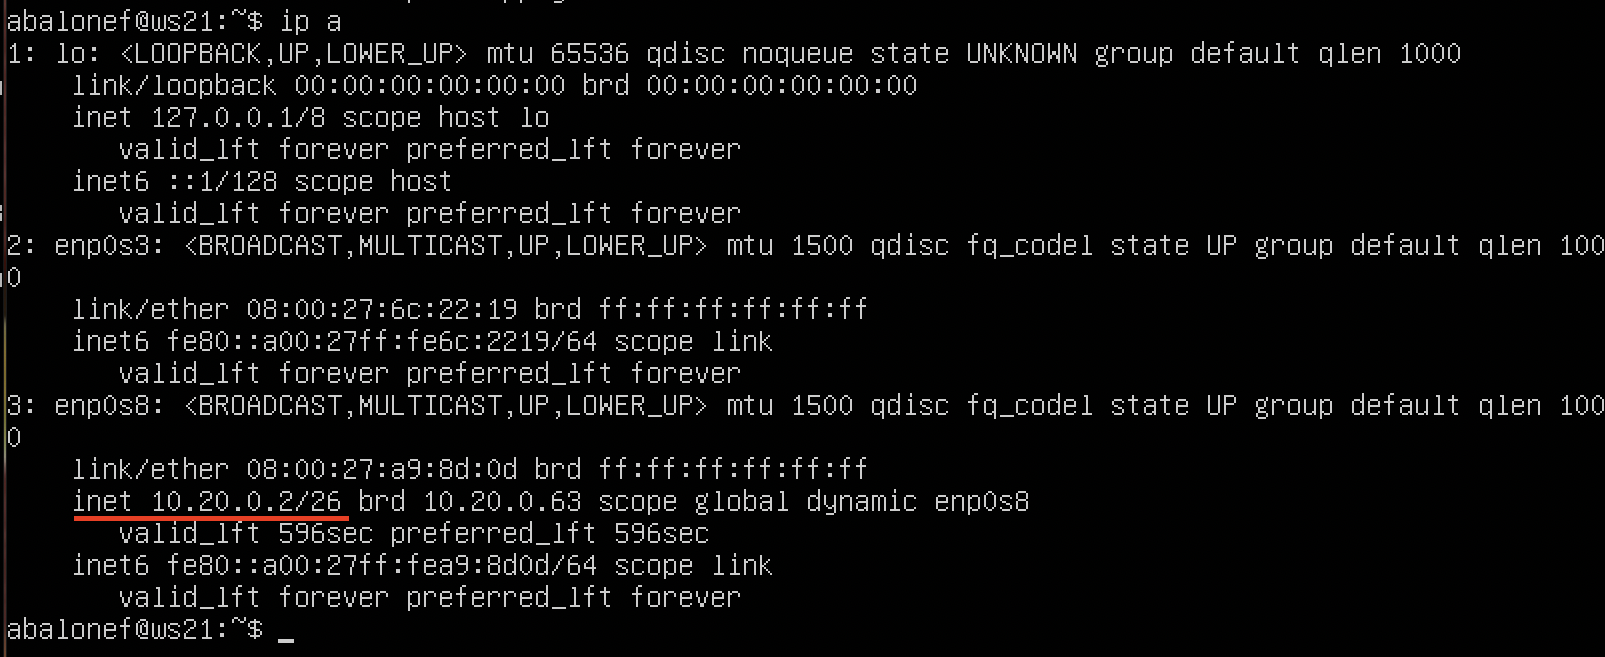 abalonef@ws21:~$ ip a
1: lo: <LOOPBACK,UP,LOWER_UP> mtu 65536 qdisc noqueue state UNKNOWN group default qlen 1000
    link/loopback 00:00:00:00:00:00 brd 00:00:00:00:00:00
    inet 127.0.0.1/8 scope host lo
       valid_lft forever preferred_lft forever
    inet6 ::1/128 scope host
       valid_lft forever preferred_lft forever
2: enp0s3: <BROADCAST,MULTICAST,UP,LOWER_UP> mtu 1500 qdisc fq_codel state UP group default qlen 100
0
    link/ether 08:00:27:6c:22:19 brd ff:ff:ff:ff:ff:ff
    inet6 fe80::a00:27ff:fe6c:2219/64 scope link
       valid_lft forever preferred_lft forever
3: enp0s8: <BROADCAST,MULTICAST,UP,LOWER_UP> mtu 1500 qdisc fq_codel state UP group default qlen 100
0
    link/ether 08:00:27:a9:8d:0d brd ff:ff:ff:ff:ff:ff
    inet 10.20.0.2/26 brd 10.20.0.63 scope global dynamic enp0s8
       valid_lft 596sec preferred_lft 596sec
    inet6 fe80::a00:27ff:fea9:8d0d/64 scope link
       valid_lft forever preferred_lft forever
abalonef@ws21:~$ _